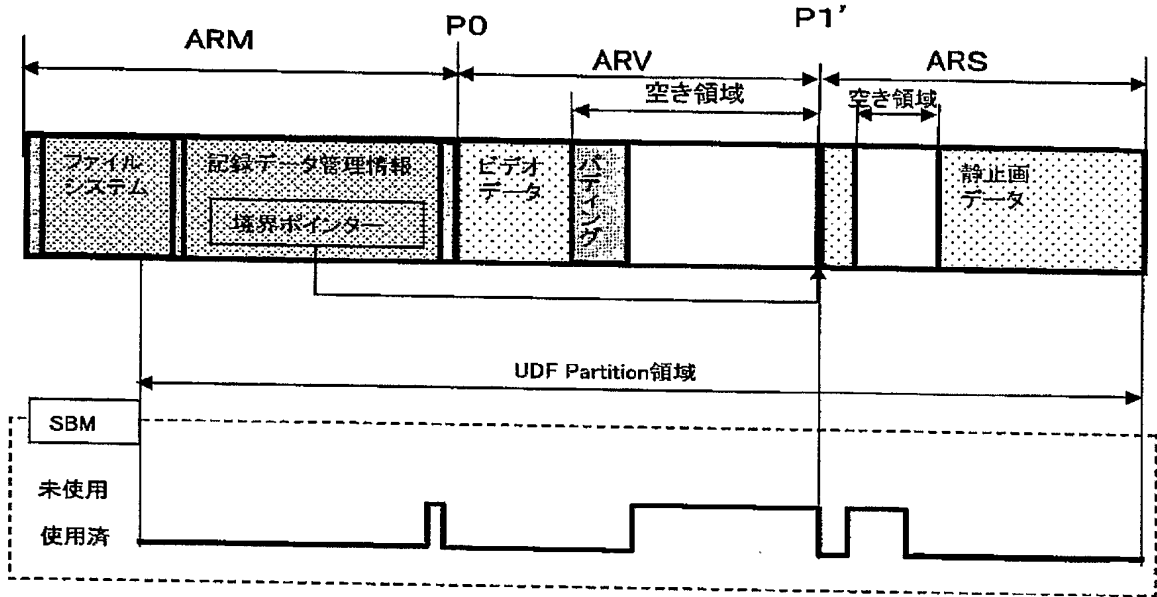 P0
P1'
ARM
ARV
ARS
空き領域
空き領域
ファイル
システム
記録データ管理情報
境界ポインター
ビデオ
データ
パディング
静止画
データ
UDF Partition領域
SBM
未使用
使用済